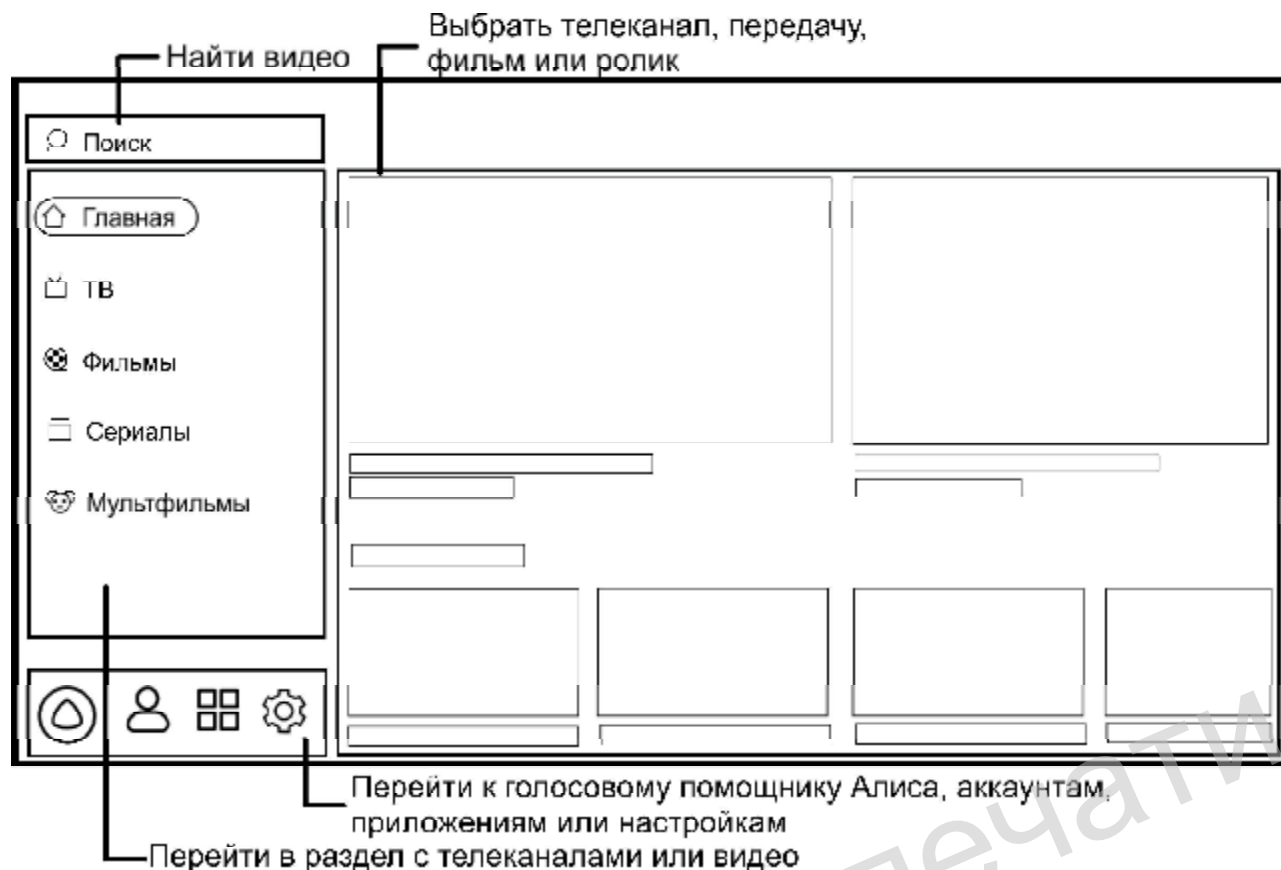 Выбрать телеканал, передачу,
фильм или ролик
Найти видео
Поиск
Главная
ТВ
Фильмы
Сериалы
Мультфильмы
Перейти к голосовому помощнику Алиса, аккаунтам,
приложениям или настройкам
Перейти в раздел с телеканалами или видео